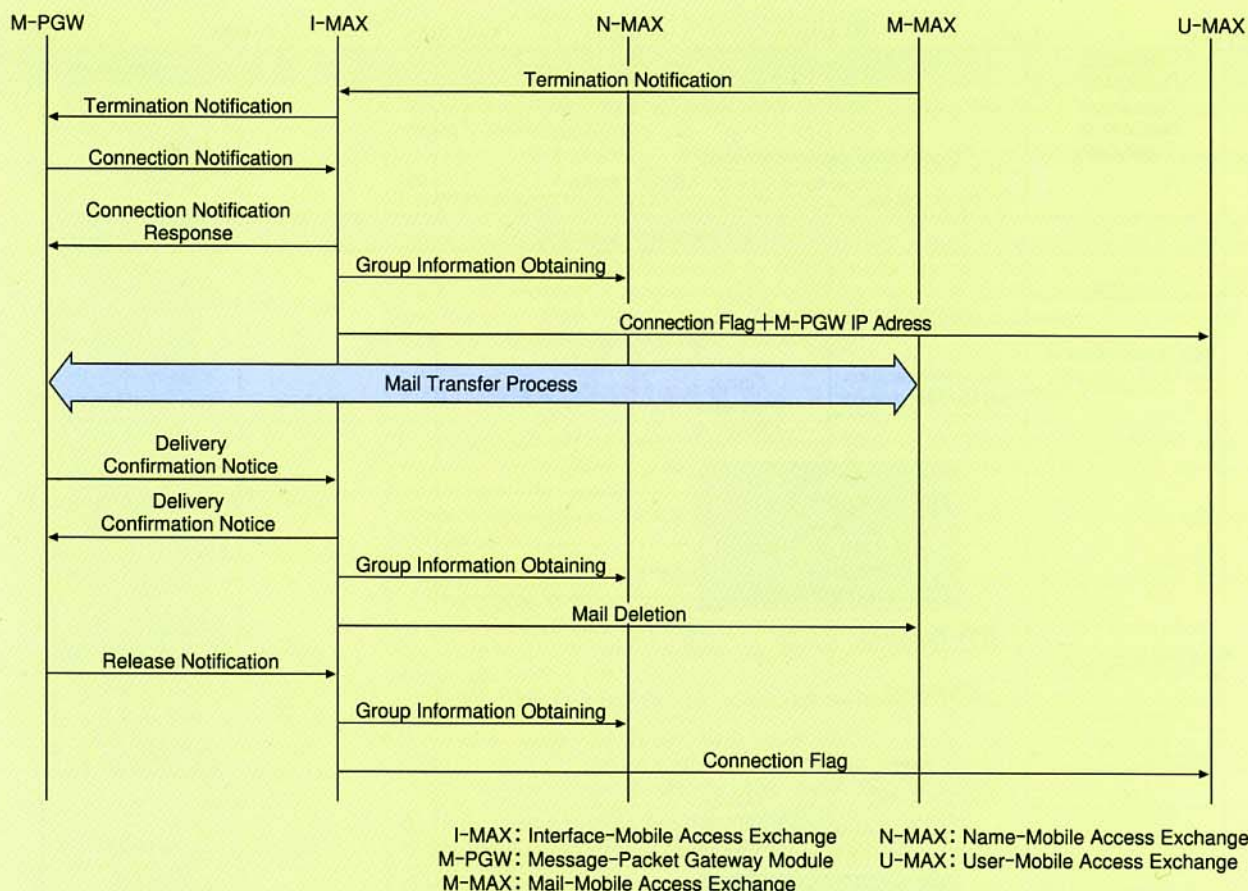 M-PGW I-MAX N-MAX M-MAX U-MAX
Termination Notification
Termination Notification
Connection Notification
Connection Notification
Response
Group Information Obtaining
Connection Flag+M-PGW IP Adress
Mail Transfer Process
Delivery
Confirmation Notice
Delivery
Confirmation Notice
Group Information Obtaining
Mail Deletion
Release Notification
Group Information Obtaining
Connection Flag
I-MAX: Interface-Mobile Access Exchange N-MAX: Name-Mobile Access Exchange
M-PGW: Message-Packet Gateway Module U-MAX: User-Mobile Access Exchange
M-MAX: Mail-Mobile Access Exchange